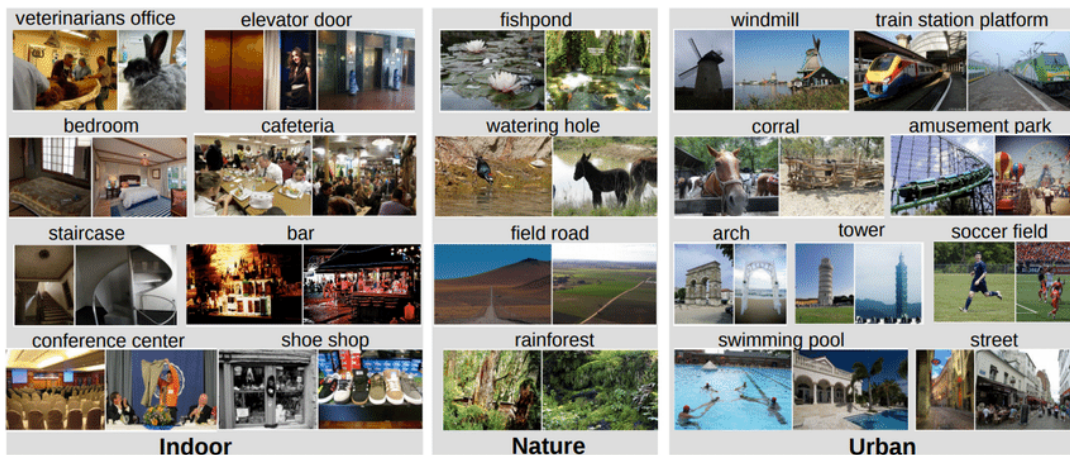 veterinarians office
elevator door
fishpond
windmill
train station platform
bedroom
cafeteria
watering hole
corral
amusement park
staircase
bar
field road
arch
tower
soccer field
conference center
shoe shop
rainforest
swimming pool
street
Indoor
Nature
Urban